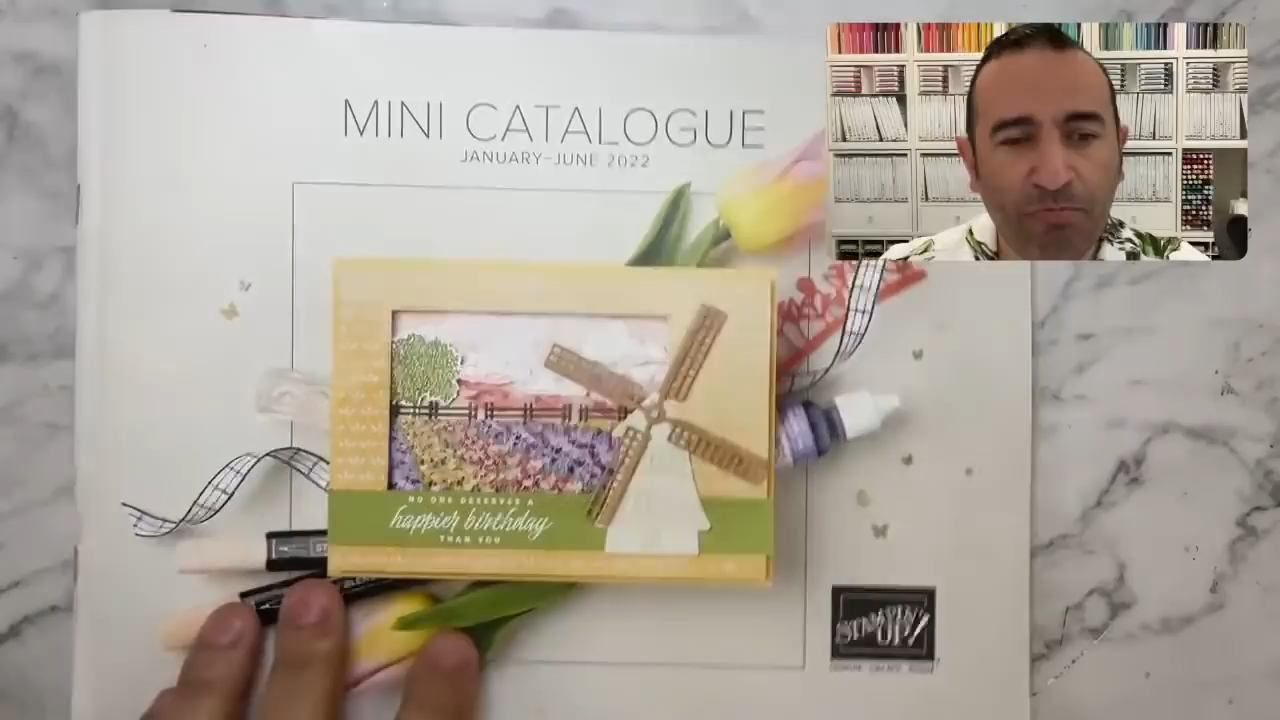 MINI CATALOGUE
JANUARY–JUNE 2022
NO ONE DESERVES A
happier birthday
THAN YOU
STAMPIN' UP!